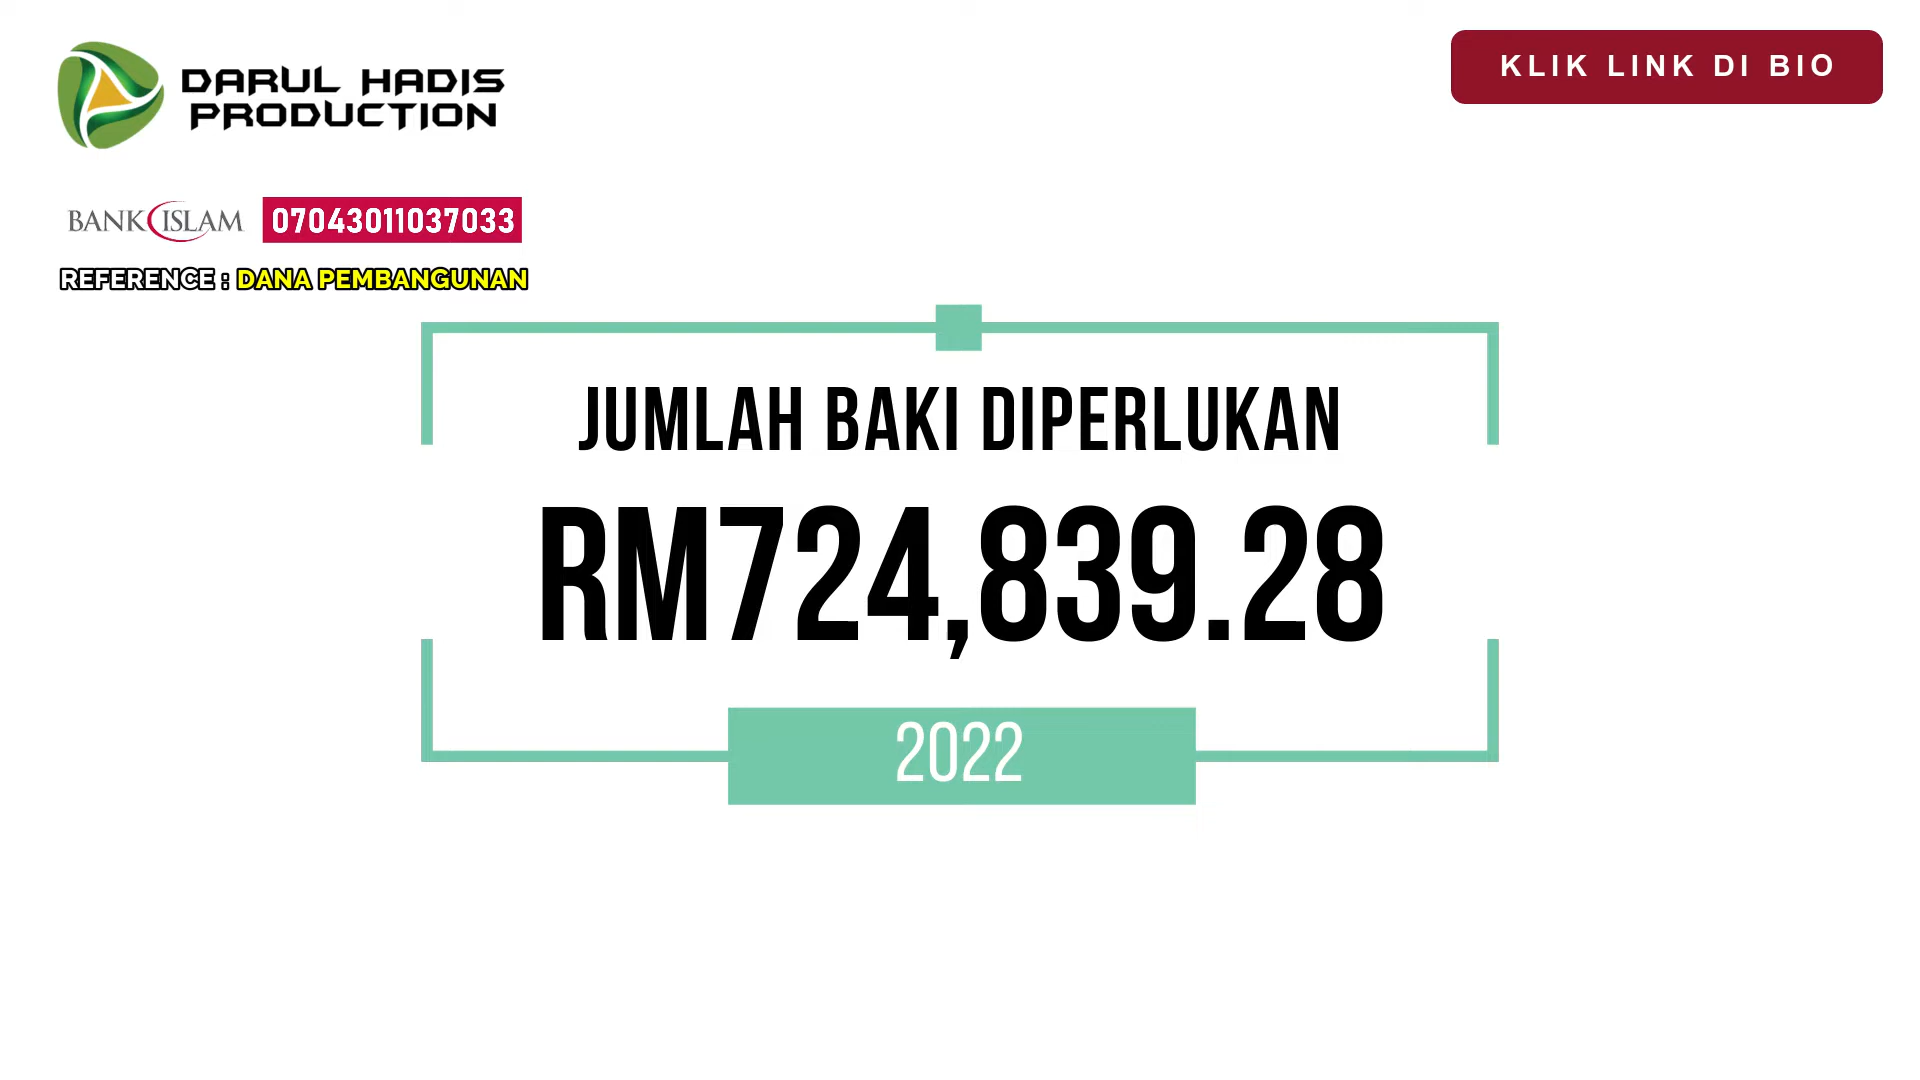 DARUL HADIS
PRODUCTION
KLIK LINK DI BIO
BANK ISLAM 07043011037033
REFERENCE : DANA PEMBANGUNAN
JUMLAH BAKI DIPERLUKAN
RM724,839.28
2022